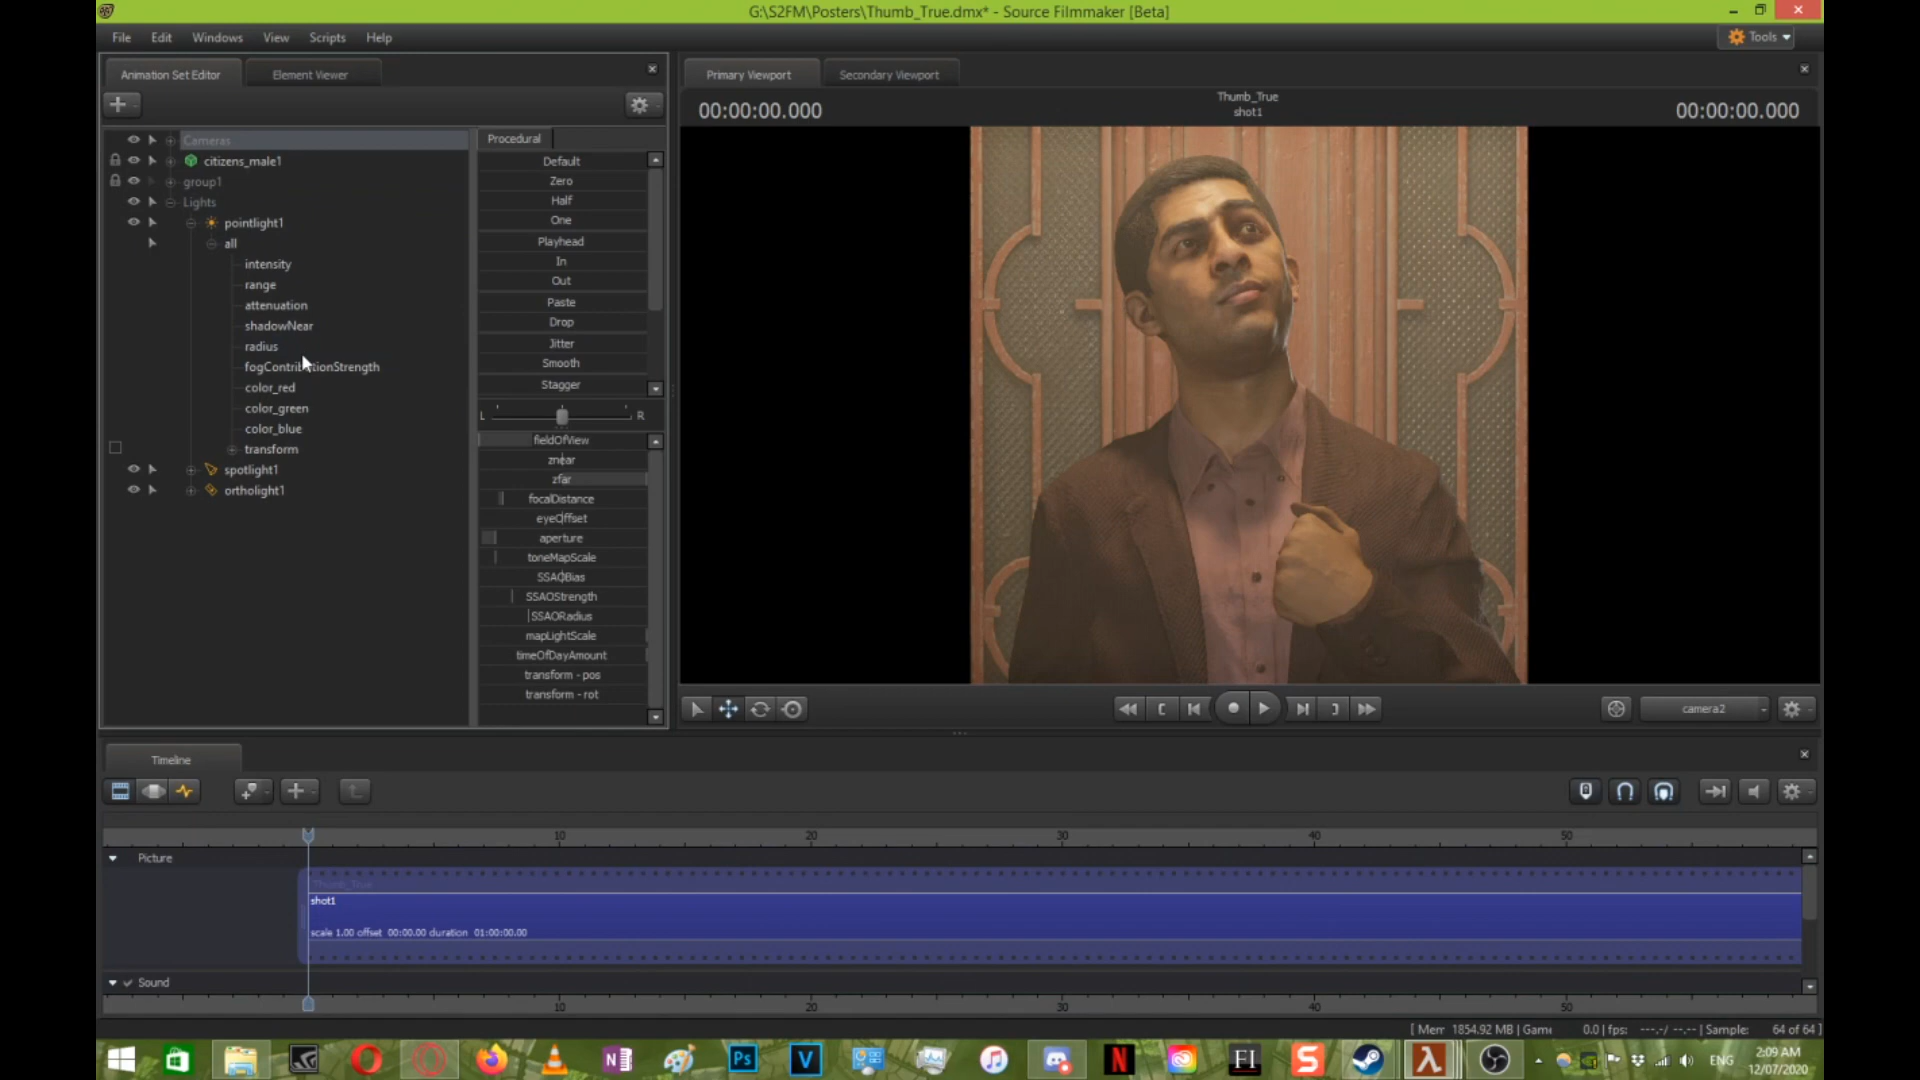 G:\S2FM\Posters\Thumb_True.dmx* - Source Filmmaker [Beta]
File Edit Windows View Scripts Help
Tools
Animation Set Editor
Element Viewer
Primary Viewport
Secondary Viewport
00:00:00.000
Thumb_True
shot1
00:00:00.000
Cameras
citizens_male1
group1
Lights
pointlight1
all
intensity
range
attenuation
shadowNear
radius
fogContributionStrength
color_red
color_green
color_blue
transform
spotlight1
ortholight1
Procedural
Default
Zero
Half
One
Playhead
In
Out
Paste
Drop
Jitter
Smooth
Stagger
L R
fieldOfView
znear
zfar
focalDistance
eyeOffset
aperture
toneMapScale
SSAOBias
SSAOStrength
SSAORadius
mapLightScale
timeOfDayAmount
transform - pos
transform - rot
camera2
Timeline
10 20 30 40 50
Picture
Thumb_True
shot1
scale 1.00 offset 00:00.00 duration 01:00:00.00
Sound
10 20 30 40 50
[ Mem 1854.92 MB | Game 0.0 | fps: ---.-/ --.-- | Sample: 64 of 64 ]
N Ps V N FI S
ENG
2:09 AM
12/07/2020